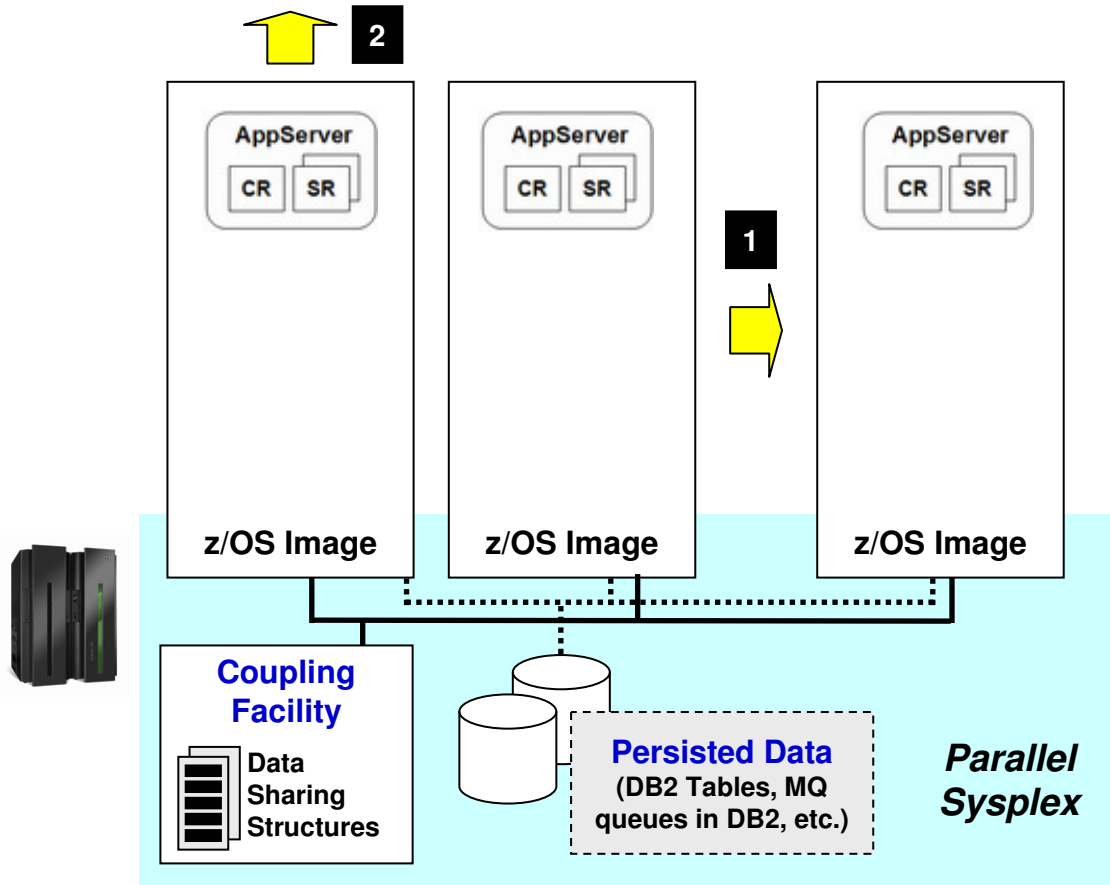 2
AppServer
CR
SR
AppServer
CR
SR
AppServer
CR
SR
1
z/OS Image
z/OS Image
z/OS Image
Coupling
Facility
Data
Sharing
Structures
Persisted Data
(DB2 Tables, MQ
queues in DB2, etc.)
Parallel
Sysplex